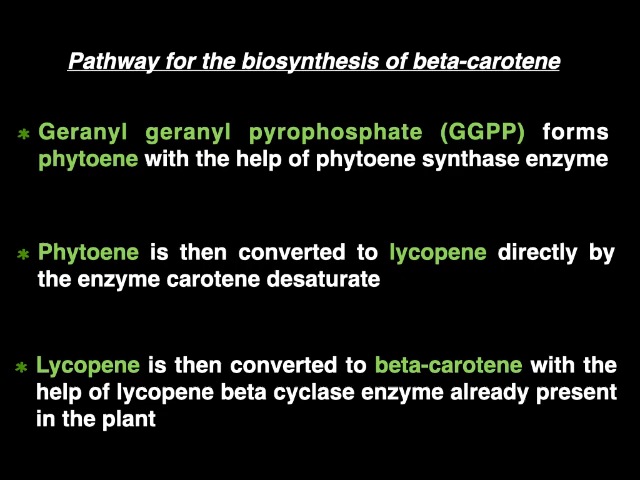 Pathway for the biosynthesis of beta-carotene
* Geranyl geranyl pyrophosphate (GGPP) forms
phytoene with the help of phytoene synthase enzyme
* Phytoene is then converted to lycopene directly by
the enzyme carotene desaturate
* Lycopene is then converted to beta-carotene with the
help of lycopene beta cyclase enzyme already present
in the plant